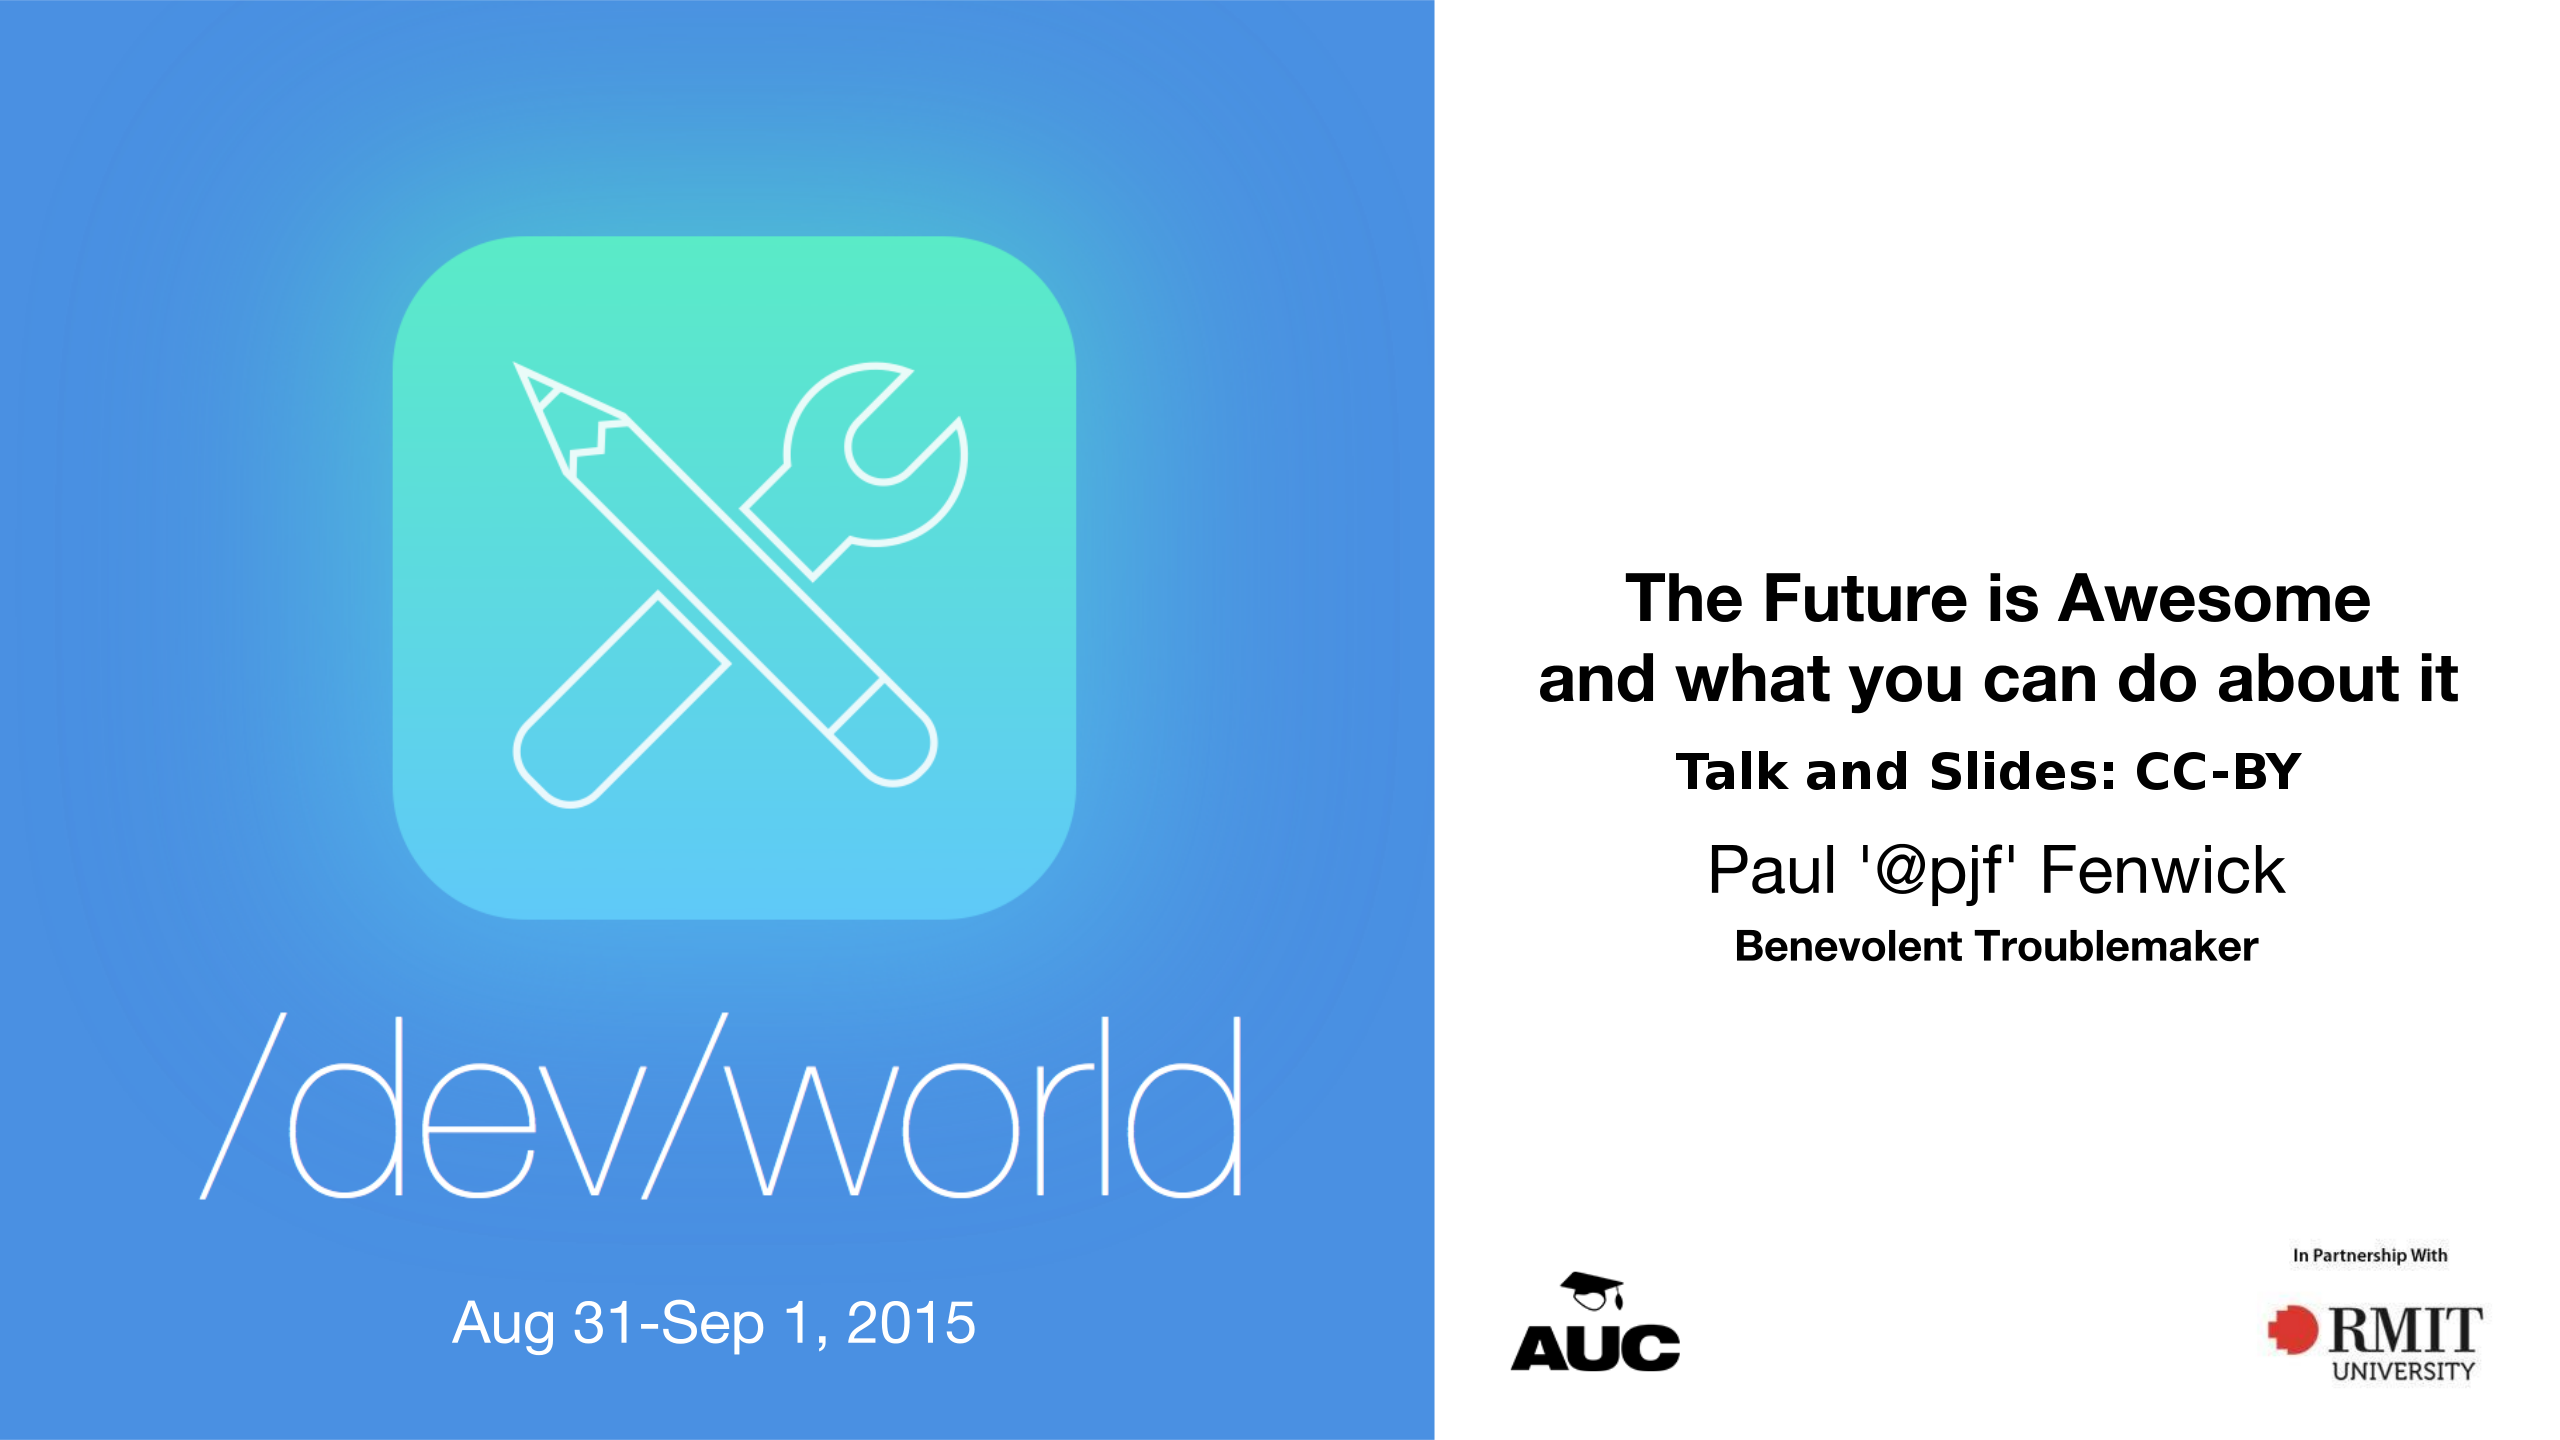 /dev/world
Aug 31-Sep 1, 2015
The Future is Awesome
and what you can do about it
Talk and Slides: CC-BY
Paul '@pjf' Fenwick
Benevolent Troublemaker
AUC
In Partnership With
RMIT
UNIVERSITY